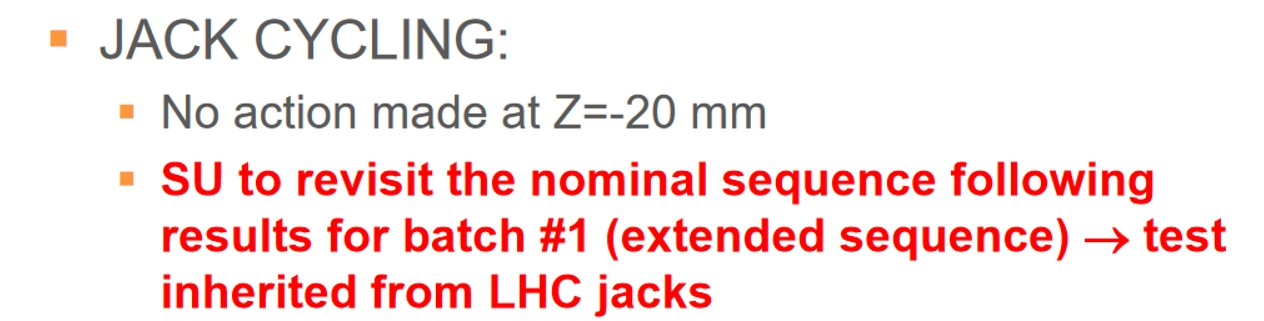 JACK CYCLING:
No action made at Z=-20 mm
SU to revisit the nominal sequence following
results for batch #1 (extended sequence) → test
inherited from LHC jacks